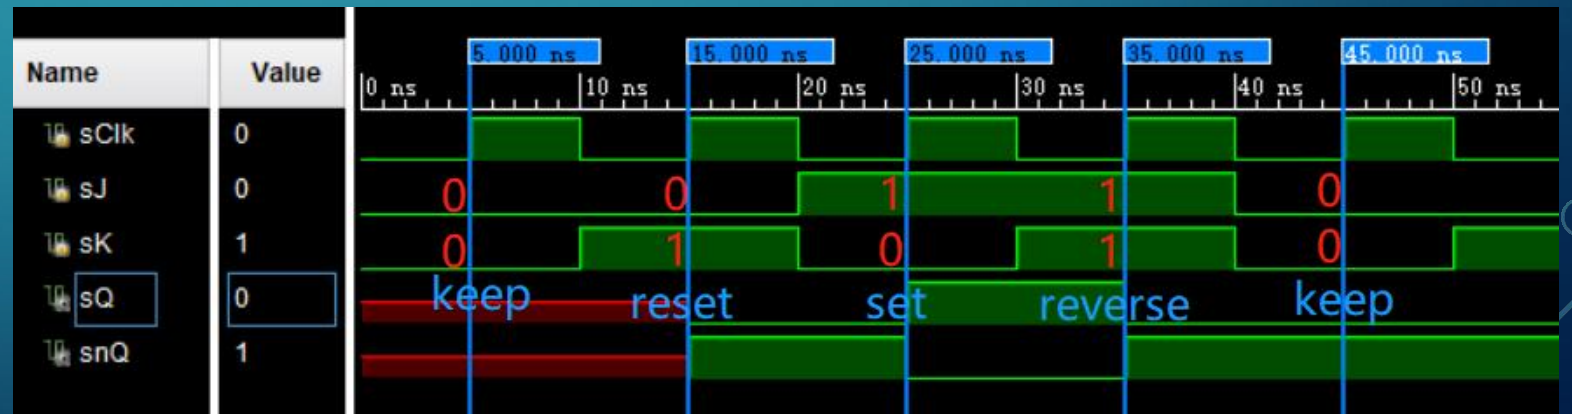 5.000 ns 15.000 ns 25.000 ns 35.000 ns 45.000 ns
Name Value 0 ns 10 ns 20 ns 30 ns 40 ns 50 ns
sClk 0
sJ 0 0 0 1 1 0
sK 1 0 1 0 1 0
sQ 0 keep reset set reverse keep
snQ 1